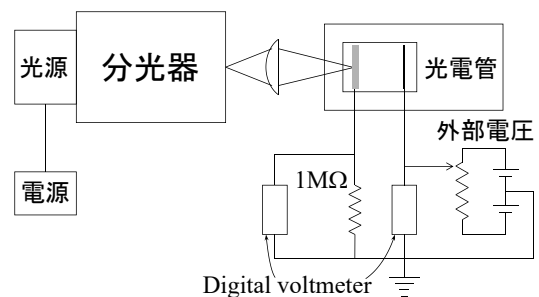 光源
分光器
光電管
外部電圧
電源
1MΩ
Digital voltmeter